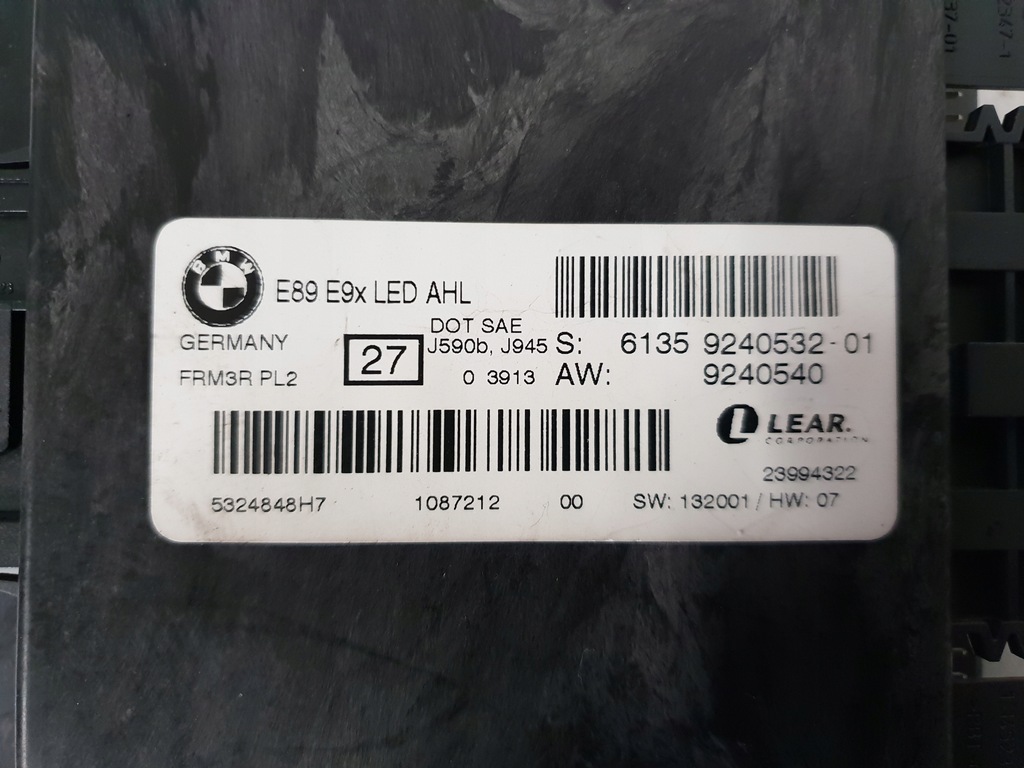 BMW
E89 E9x LED AHL
GERMANY
27
DOT SAE
J590b, J945
FRM3R PL2
0 3913
S: 6135 9240532-01
AW: 9240540
LEAR.
CORPORATION
23994322
5324848H7 1087212 00 SW: 132001 / HW: 07